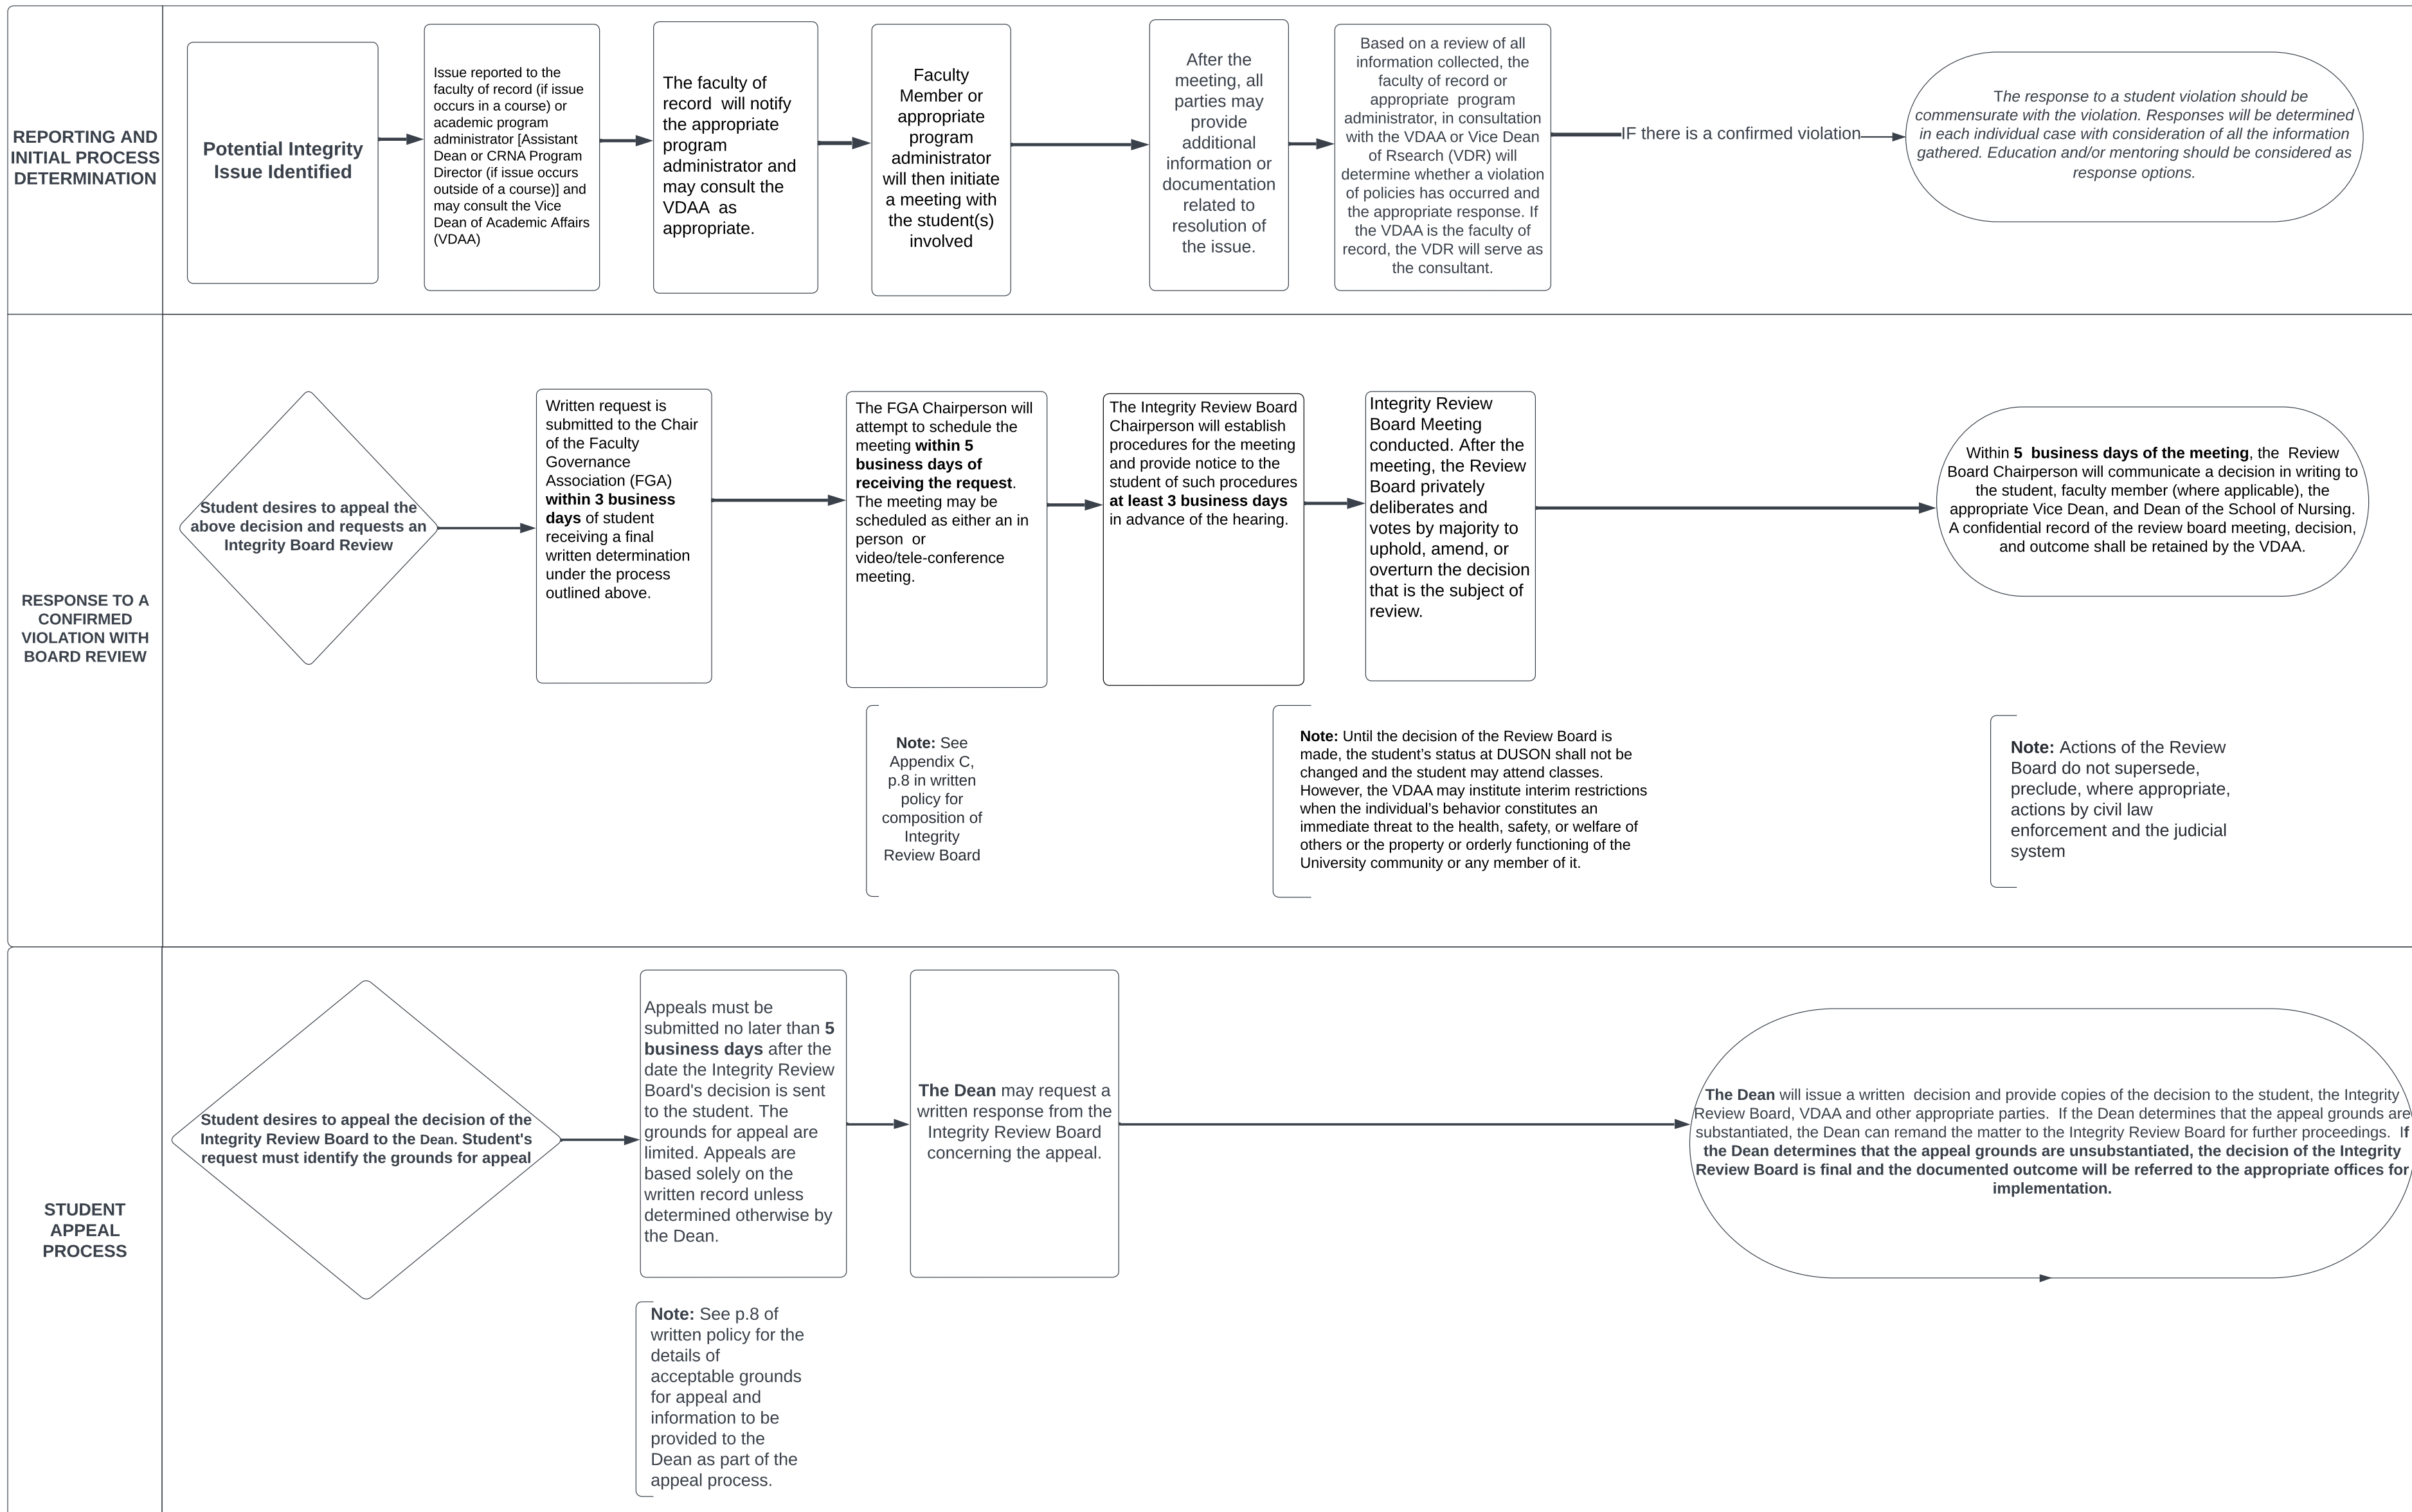 REPORTING AND
INITIAL PROCESS
DETERMINATION
Potential Integrity
Issue Identified
Issue reported to the
faculty of record (if issue
occurs in a course) or
academic program
administrator [Assistant
Dean or CRNA Program
Director (if issue occurs
outside of a course)] and
may consult the Vice
Dean of Academic Affairs
(VDAA)
The faculty of
record will notify
the appropriate
program
administrator and
may consult the
VDAA as
appropriate.
Faculty
Member or
appropriate
program
administrator
will then initiate
a meeting with
the student(s)
involved
After the
meeting, all
parties may
provide
additional
information or
documentation
related to
resolution of
the issue.
Based on a review of all
information collected, the
faculty of record or
appropriate program
administrator, in consultation
with the VDAA or Vice Dean
of Rsearch (VDR) will
determine whether a violation
of policies has occurred and
the appropriate response. If
the VDAA is the faculty of
record, the VDR will serve as
the consultant.
IF there is a confirmed violation
The response to a student violation should be
commensurate with the violation. Responses will be determined
in each individual case with consideration of all the information
gathered. Education and/or mentoring should be considered as
response options.
RESPONSE TO A
CONFIRMED
VIOLATION WITH
BOARD REVIEW
Student desires to appeal the
above decision and requests an
Integrity Board Review
Written request is
submitted to the Chair
of the Faculty
Governance
Association (FGA)
within 3 business
days of student
receiving a final
written determination
under the process
outlined above.
The FGA Chairperson will
attempt to schedule the
meeting within 5
business days of
receiving the request.
The meeting may be
scheduled as either an in
person or
video/tele-conference
meeting.
The Integrity Review Board
Chairperson will establish
procedures for the meeting
and provide notice to the
student of such procedures
at least 3 business days
in advance of the hearing.
Integrity Review
Board Meeting
conducted. After the
meeting, the Review
Board privately
deliberates and
votes by majority to
uphold, amend, or
overturn the decision
that is the subject of
review.
Within 5 business days of the meeting, the Review
Board Chairperson will communicate a decision in writing to
the student, faculty member (where applicable), the
appropriate Vice Dean, and Dean of the School of Nursing.
A confidential record of the review board meeting, decision,
and outcome shall be retained by the VDAA.
Note: See
Appendix C,
p.8 in written
policy for
composition of
Integrity
Review Board
Note: Until the decision of the Review Board is
made, the student’s status at DUSON shall not be
changed and the student may attend classes.
However, the VDAA may institute interim restrictions
when the individual’s behavior constitutes an
immediate threat to the health, safety, or welfare of
others or the property or orderly functioning of the
University community or any member of it.
Note: Actions of the Review
Board do not supersede,
preclude, where appropriate,
actions by civil law
enforcement and the judicial
system
STUDENT
APPEAL
PROCESS
Student desires to appeal the decision of the
Integrity Review Board to the Dean. Student's
request must identify the grounds for appeal
Appeals must be
submitted no later than 5
business days after the
date the Integrity Review
Board's decision is sent
to the student. The
grounds for appeal are
limited. Appeals are
based solely on the
written record unless
determined otherwise by
the Dean.
The Dean may request a
written response from the
Integrity Review Board
concerning the appeal.
The Dean will issue a written decision and provide copies of the decision to the student, the Integrity
Review Board, VDAA and other appropriate parties. If the Dean determines that the appeal grounds are
substantiated, the Dean can remand the matter to the Integrity Review Board for further proceedings. If
the Dean determines that the appeal grounds are unsubstantiated, the decision of the Integrity
Review Board is final and the documented outcome will be referred to the appropriate offices for
implementation.
Note: See p.8 of
written policy for the
details of
acceptable grounds
for appeal and
information to be
provided to the
Dean as part of the
appeal process.